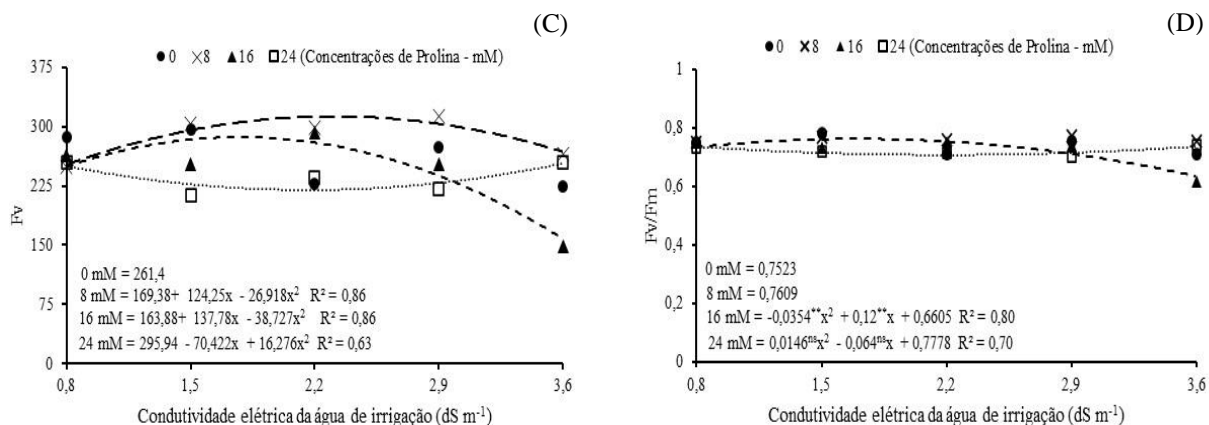 (C)
0 8 16 24 (Concentrações de Prolina - mM)
375
300
225
150
75
0
Fv
0 mM = 261,4
8 mM = 169,38+ 124,25x - 26,918x² R² = 0,86
16 mM = 163,88+ 137,78x - 38,727x² R² = 0,86
24 mM = 295,94 - 70,422x + 16,276x² R² = 0,63
0,8 1,5 2,2 2,9 3,6
Condutividade elétrica da água de irrigação (dS m⁻¹)
(D)
0 8 16 24 (Concentrações de Prolina - mM)
1
0,8
0,6
0,4
0,2
0
Fv/Fm
0 mM = 0,7523
8 mM = 0,7609
16 mM = -0,0354**x² + 0,12**x + 0,6605 R² = 0,80
24 mM = 0,0146ⁿˢx² - 0,064ⁿˢx + 0,7778 R² = 0,70
0,8 1,5 2,2 2,9 3,6
Condutividade elétrica da água de irrigação (dS m⁻¹)